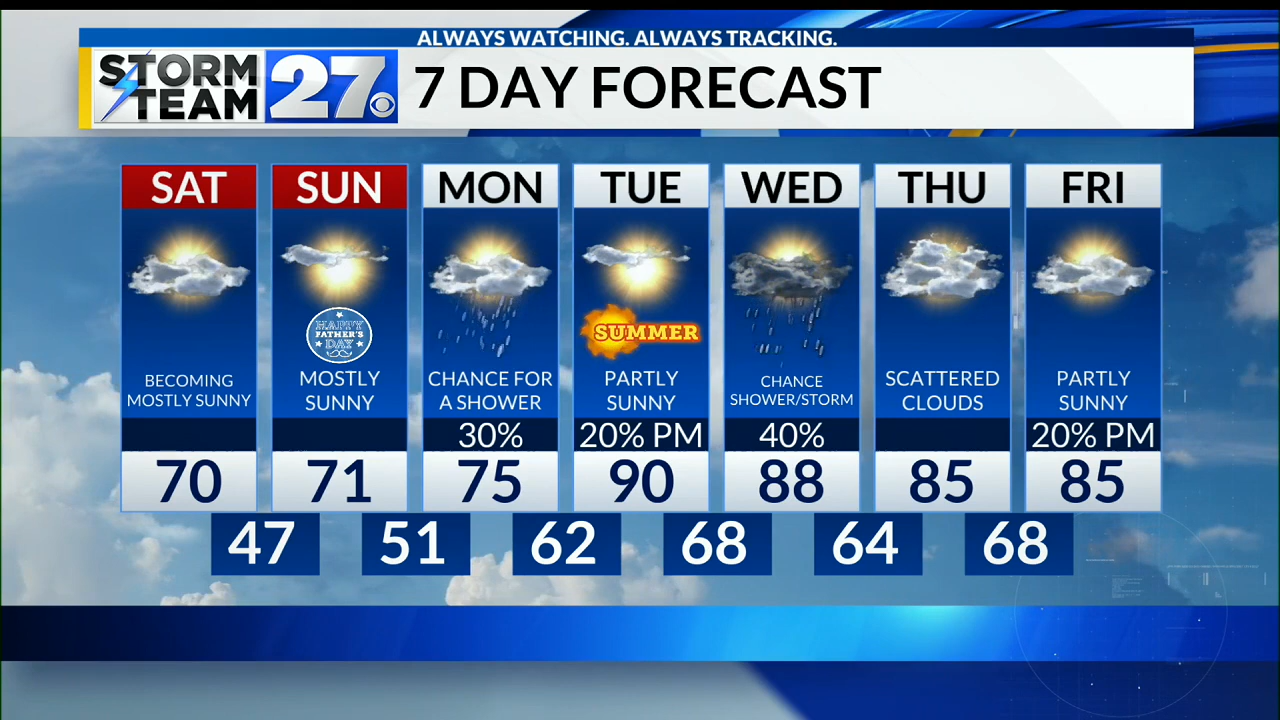 ALWAYS WATCHING. ALWAYS TRACKING.
STORM
TEAM
27
7 DAY FORECAST
SAT
SUN
MON
TUE
WED
THU
FRI
HAPPY
FATHER'S
DAY
SUMMER
BECOMING
MOSTLY SUNNY
MOSTLY
SUNNY
CHANCE FOR
A SHOWER
PARTLY
SUNNY
CHANCE
SHOWER/STORM
SCATTERED
CLOUDS
PARTLY
SUNNY
30%
20% PM
40%
20% PM
70
71
75
90
88
85
85
47
51
62
68
64
68